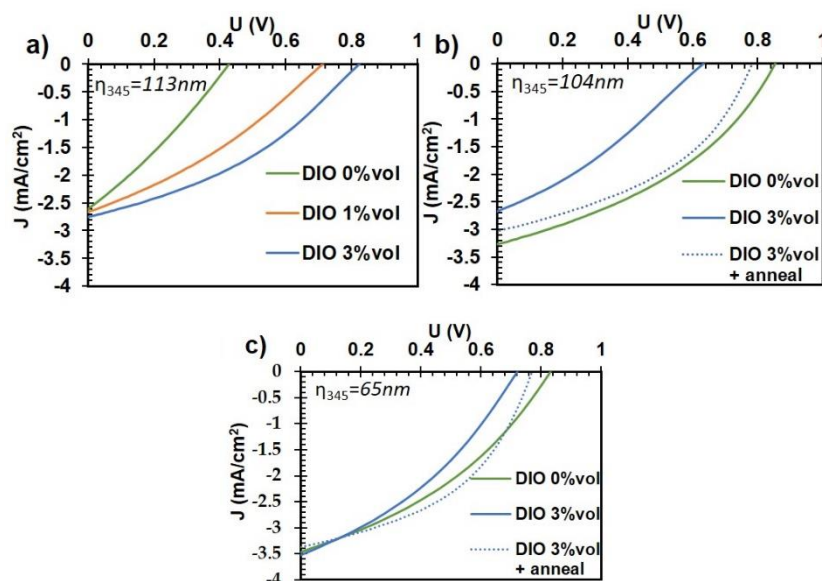 a)
U (V)
0 0.2 0.4 0.6 0.8 1
0
-0.5
-1
-1.5
-2
-2.5
-3
-3.5
-4
J (mA/cm²)
η₃₄₅=113nm
DIO 0%vol
DIO 1%vol
DIO 3%vol
b)
U (V)
0 0.2 0.4 0.6 0.8 1
0
-0.5
-1
-1.5
-2
-2.5
-3
-3.5
-4
J (mA/cm²)
η₃₄₅=104nm
DIO 0%vol
DIO 3%vol
DIO 3%vol
+ anneal
c)
U (V)
0 0.2 0.4 0.6 0.8 1
0
-0.5
-1
-1.5
-2
-2.5
-3
-3.5
-4
J (mA/cm²)
η₃₄₅=65nm
DIO 0%vol
DIO 3%vol
DIO 3%vol
+ anneal